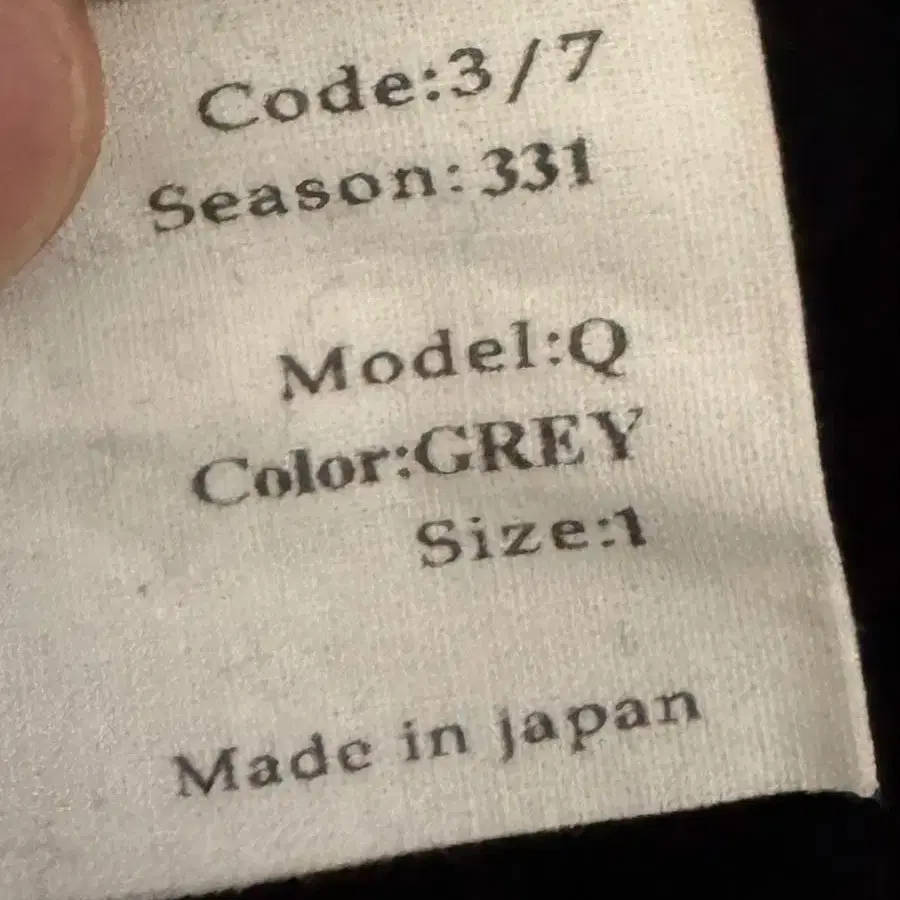 Code:3/7
Season:331
Model:Q
Color:GREY
Size:1
Made in japan